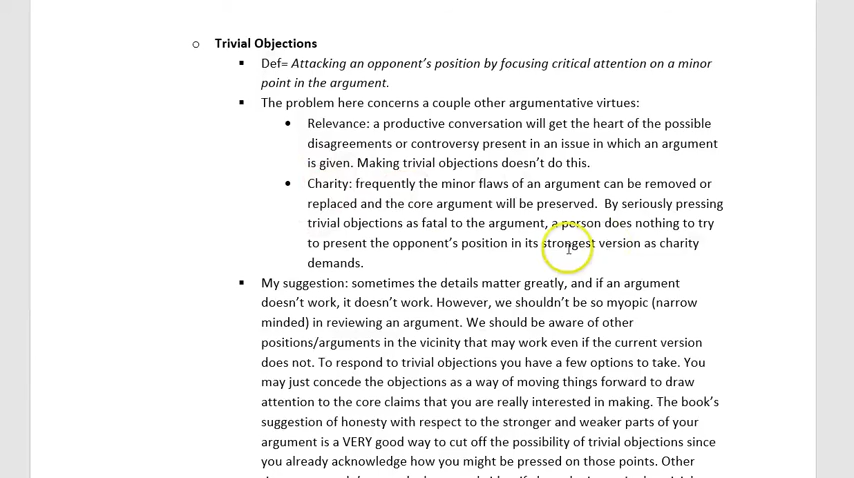 Trivial Objections
Def= Attacking an opponent's position by focusing critical attention on a minor
point in the argument.
The problem here concerns a couple other argumentative virtues:
Relevance: a productive conversation will get the heart of the possible
disagreements or controversy present in an issue in which an argument
is given. Making trivial objections doesn't do this.
Charity: frequently the minor flaws of an argument can be removed or
replaced and the core argument will be preserved. By seriously pressing
trivial objections as fatal to the argument, a person does nothing to try
to present the opponent's position in its strongest version as charity
demands.
My suggestion: sometimes the details matter greatly, and if an argument
doesn't work, it doesn't work. However, we shouldn't be so myopic (narrow
minded) in reviewing an argument. We should be aware of other
positions/arguments in the vicinity that may work even if the current version
does not. To respond to trivial objections you have a few options to take. You
may just concede the objections as a way of moving things forward to draw
attention to the core claims that you are really interested in making. The book's
suggestion of honesty with respect to the stronger and weaker parts of your
argument is a VERY good way to cut off the possibility of trivial objections since
you already acknowledge how you might be pressed on those points. Other